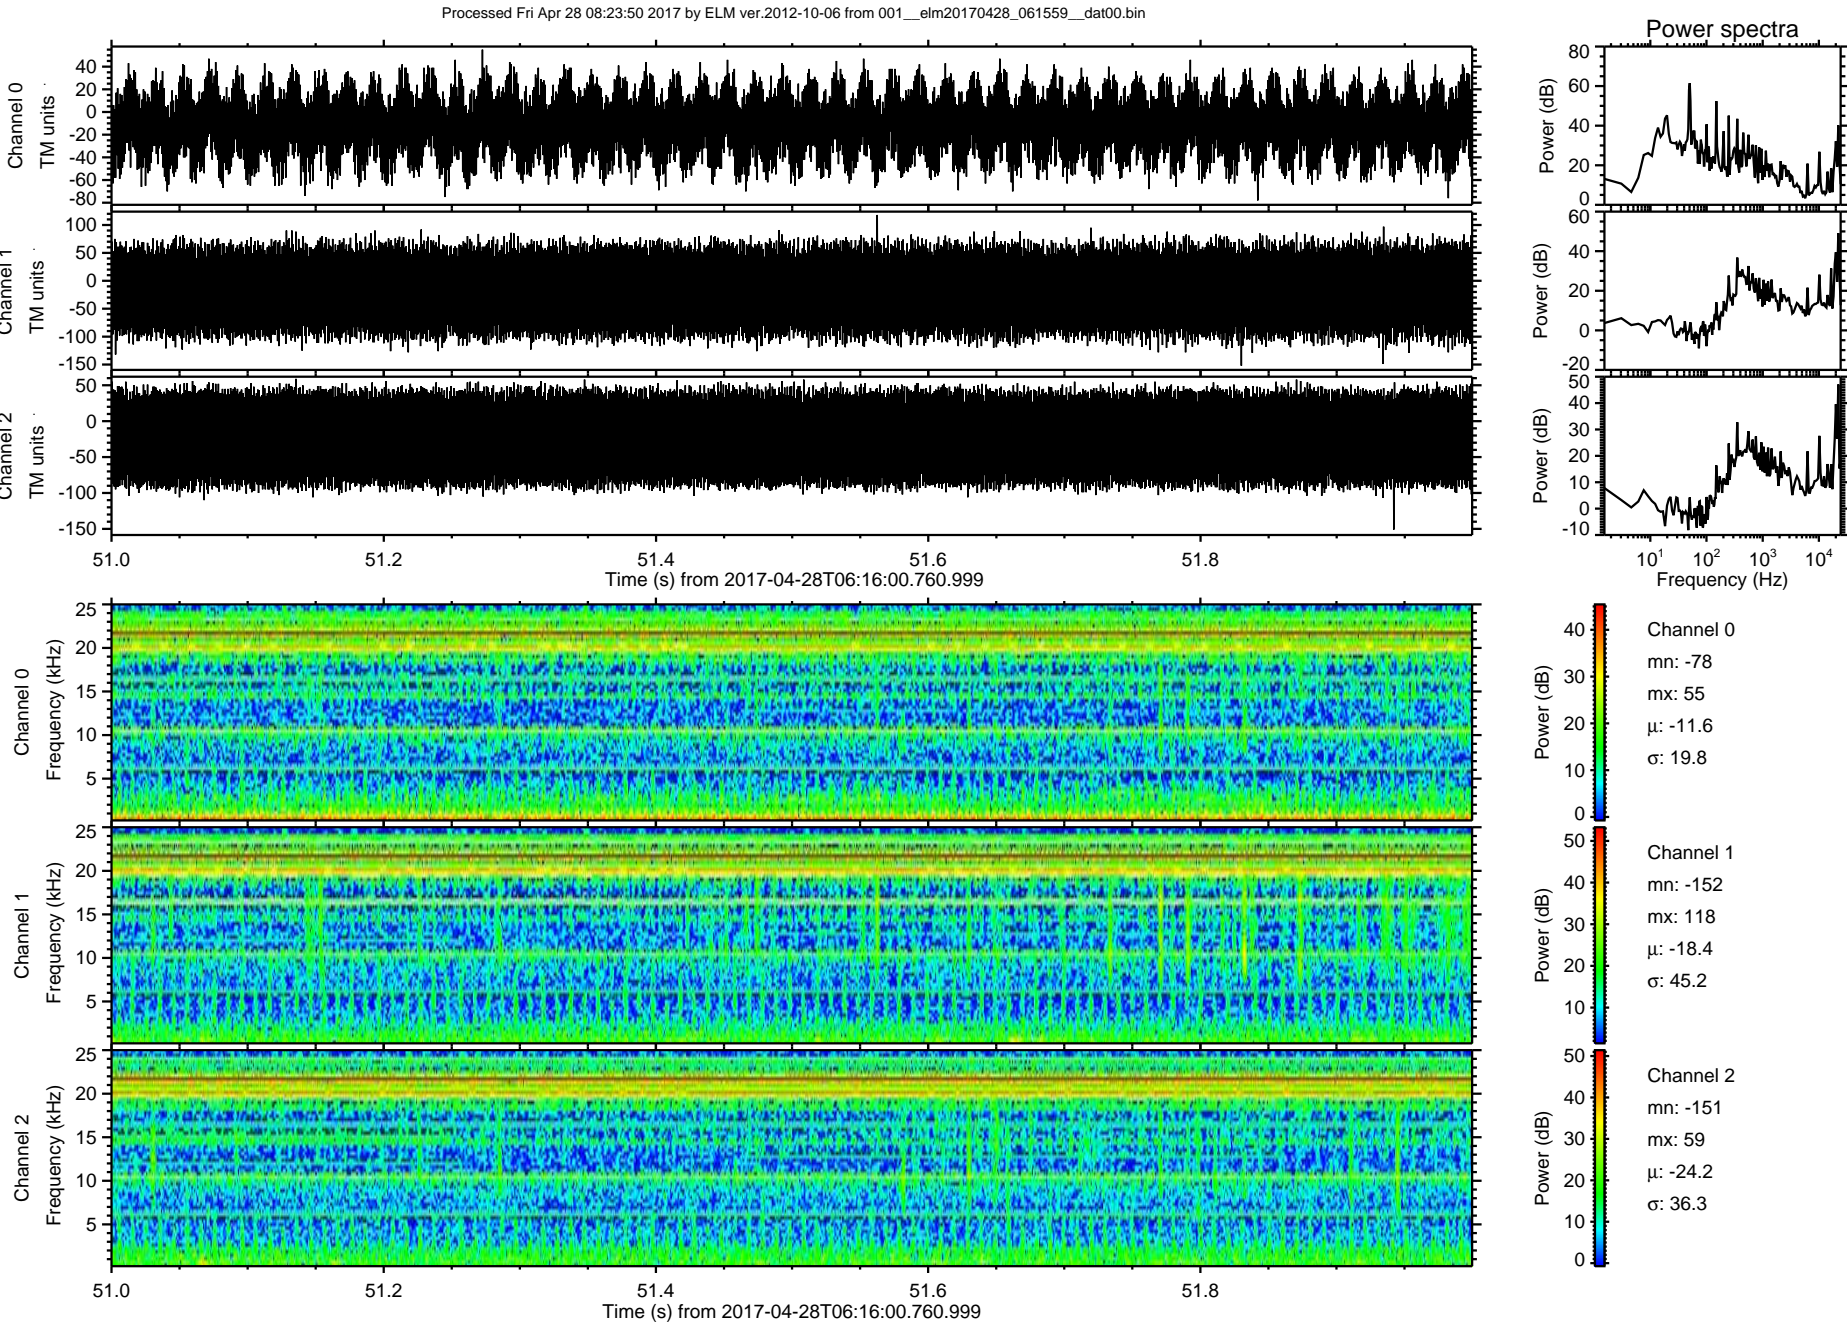 Processed Fri Apr 28 08:23:50 2017 by ELM ver.2012-10-06 from 001__elm20170428_061559__dat00.bin
Power spectra
Channel 0
TM units
40
20
0
-20
-40
-60
-80
Power (dB)
80
60
40
20
0
Channel 1
TM units
100
50
0
-50
-100
-150
Power (dB)
60
40
20
0
-20
Channel 2
TM units
50
0
-50
-100
-150
Power (dB)
50
40
30
20
10
0
-10
51.0 51.2 51.4 51.6 51.8
Time (s) from 2017-04-28T06:16:00.760.999
10^1 10^2 10^3 10^4
Frequency (Hz)
Channel 0
Frequency (kHz)
25
20
15
10
5
Power (dB)
40
30
20
10
0
Channel 0
mn: -78
mx: 55
μ: -11.6
σ: 19.8
Channel 1
Frequency (kHz)
25
20
15
10
5
Power (dB)
50
40
30
20
10
Channel 1
mn: -152
mx: 118
μ: -18.4
σ: 45.2
Channel 2
Frequency (kHz)
25
20
15
10
5
Power (dB)
50
40
30
20
10
0
Channel 2
mn: -151
mx: 59
μ: -24.2
σ: 36.3
51.0 51.2 51.4 51.6 51.8
Time (s) from 2017-04-28T06:16:00.760.999